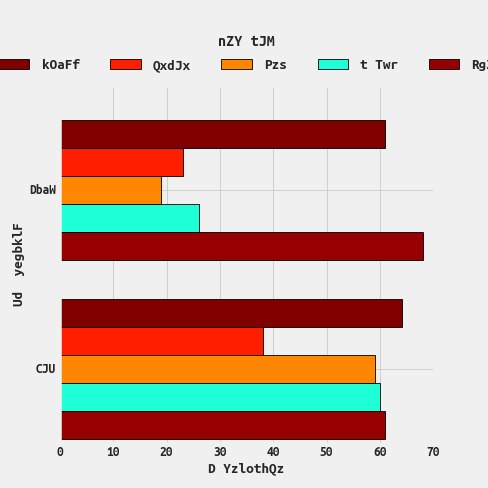 nZY tJM
kOaFf QxdJx Pzs t Twr
DbaW
CJU
Ud yegbklF
0 10 20 30 40 50 60 70
D YzlothQz